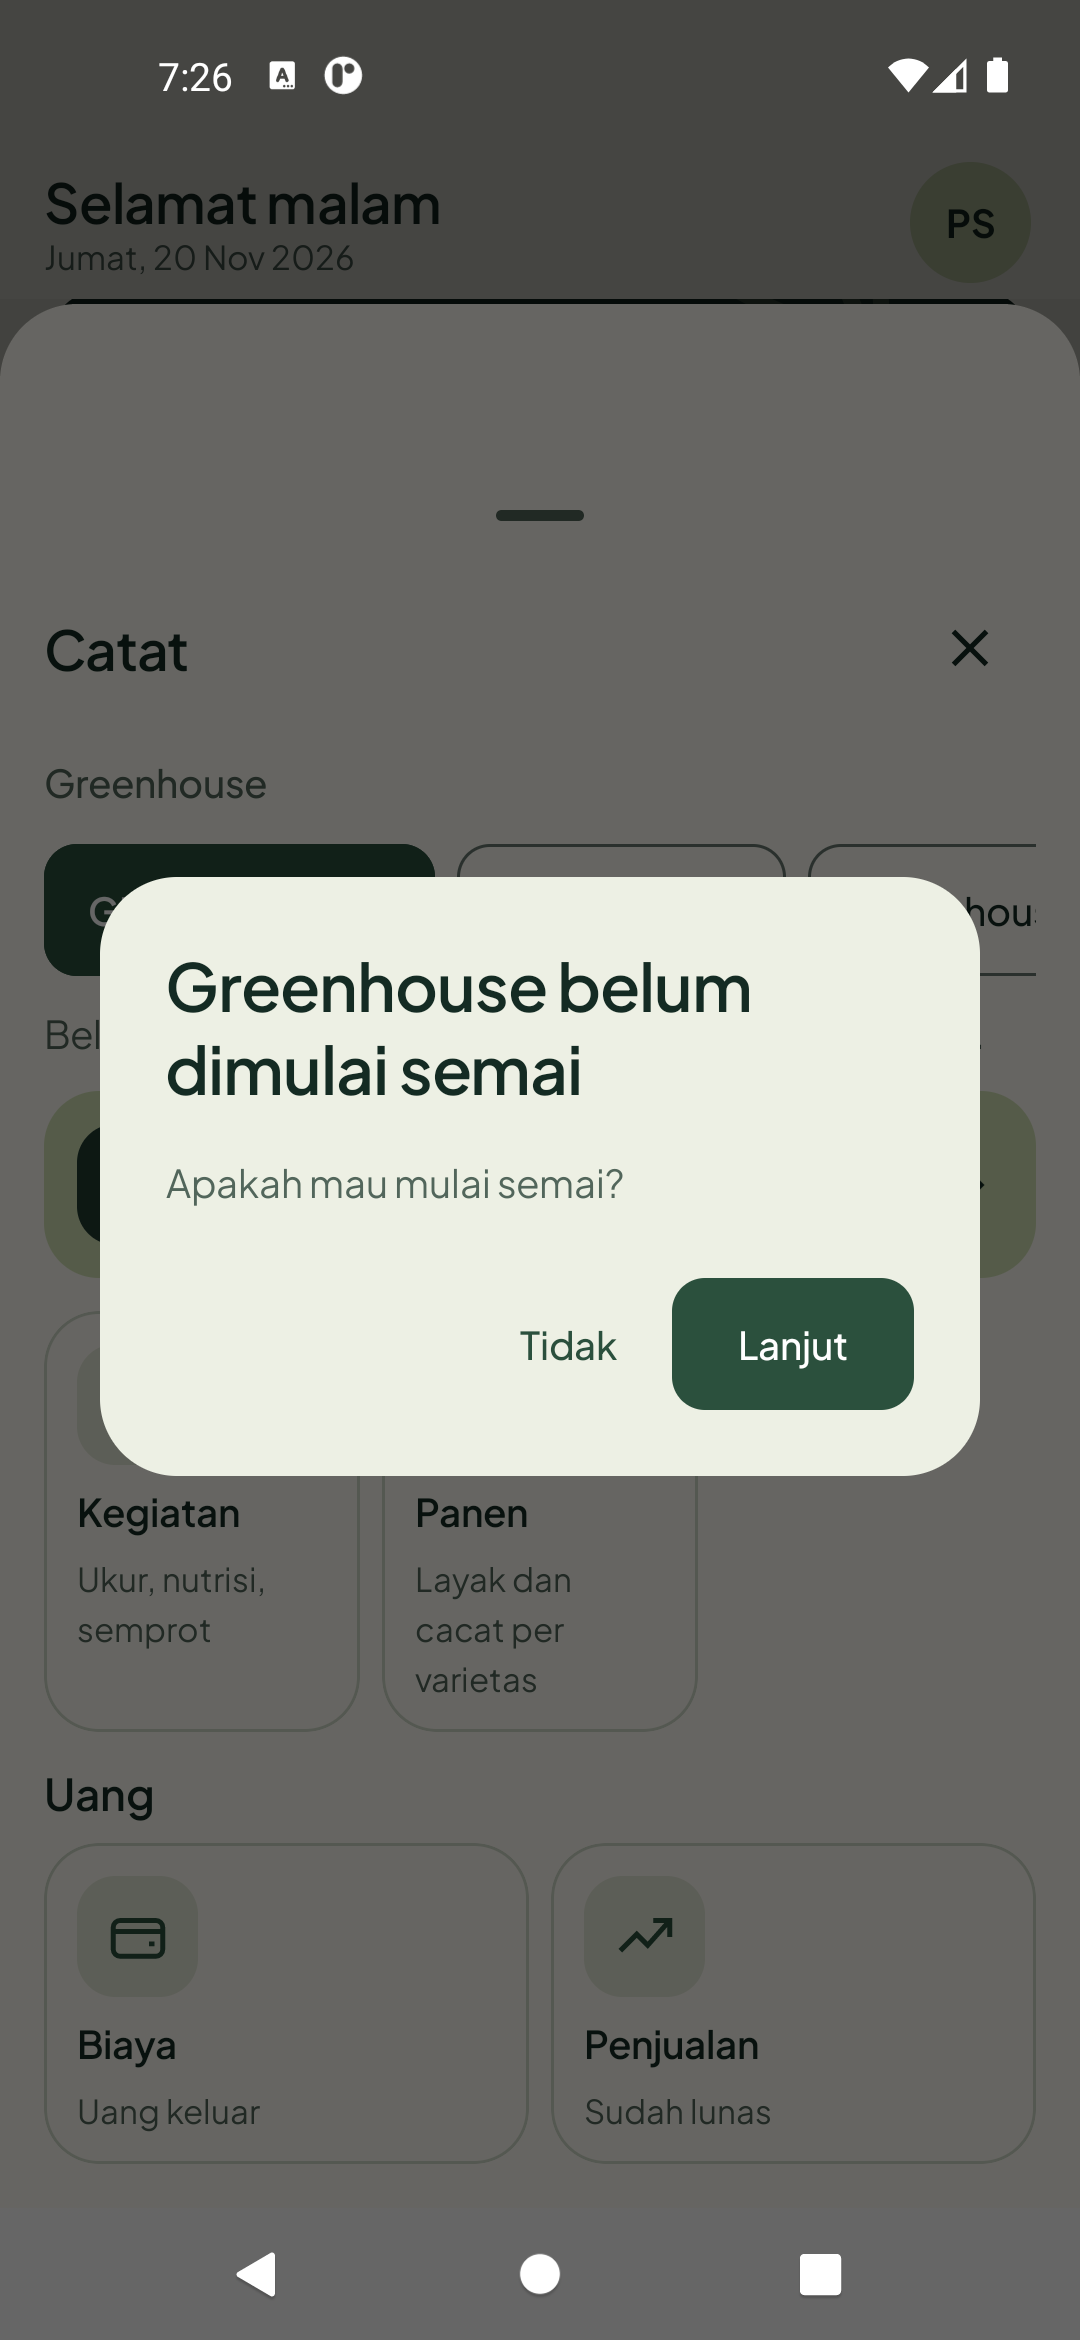 7:26
Selamat malam
Jumat, 20 Nov 2026
PS
Catat
Greenhouse
Greenhouse belum
dimulai semai
Apakah mau mulai semai?
Tidak
Lanjut
Kegiatan
Ukur, nutrisi,
semprot
Panen
Layak dan
cacat per
varietas
Uang
Biaya
Uang keluar
Penjualan
Sudah lunas